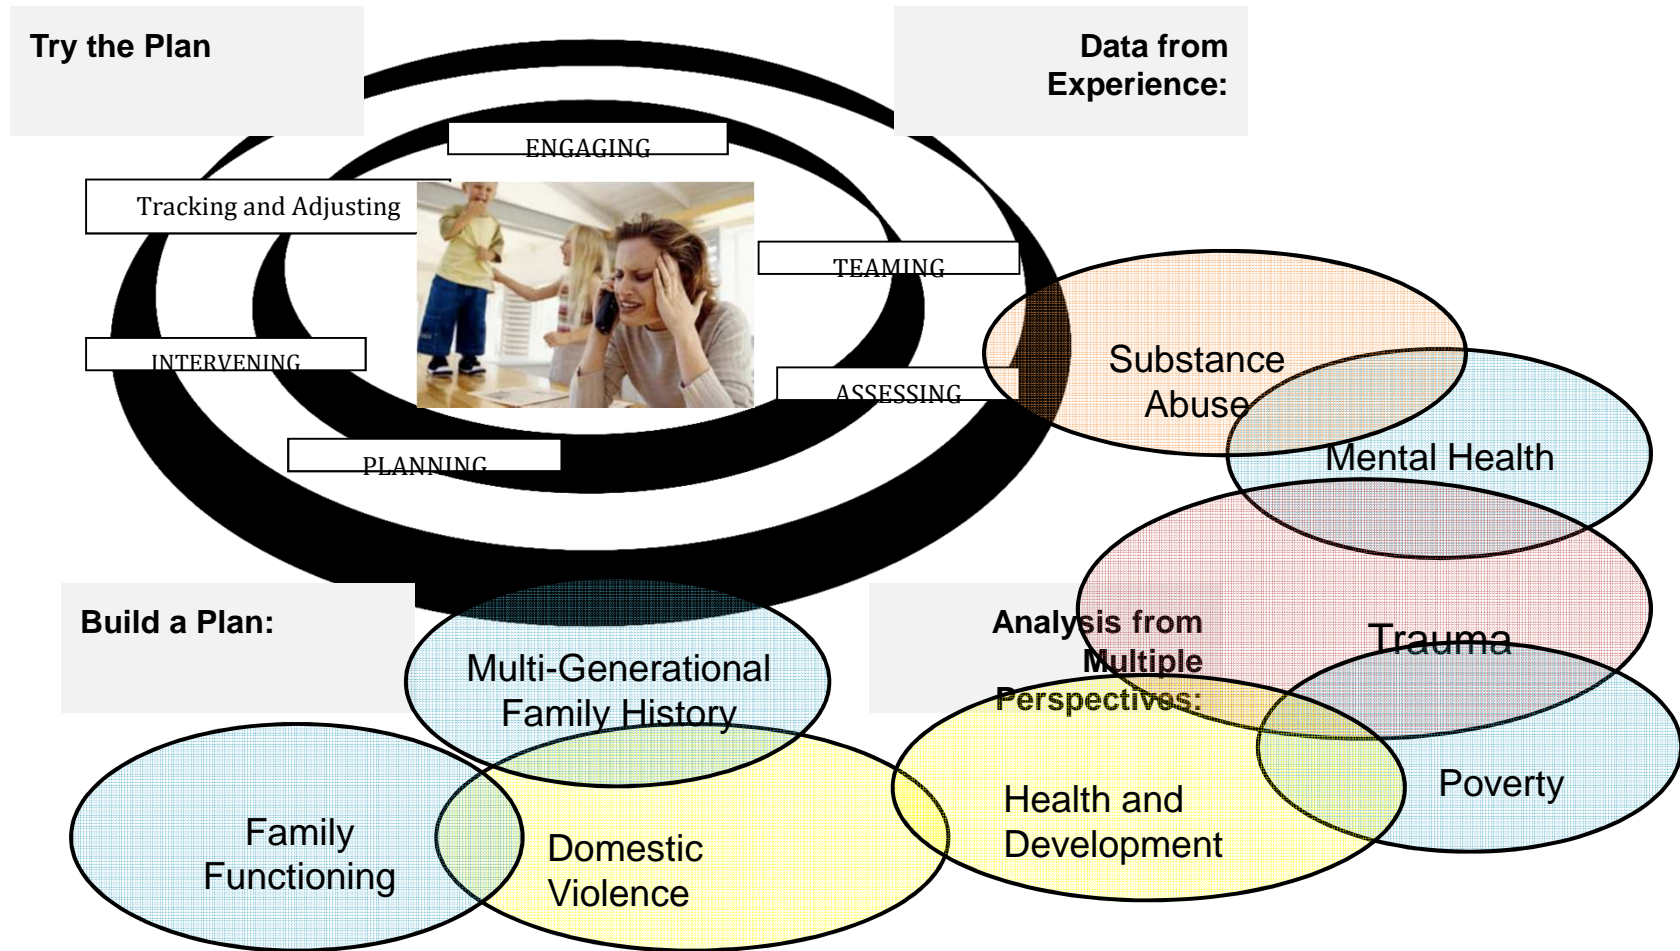 Try the Plan
Data from
Experience:
ENGAGING
Tracking and Adjusting
TEAMING
INTERVENING
ASSESSING
PLANNING
Substance
Abuse
Mental Health
Build a Plan:
Analysis from
Multiple
Perspectives:
Trauma
Multi-Generational
Family History
Poverty
Health and
Development
Family
Functioning
Domestic
Violence